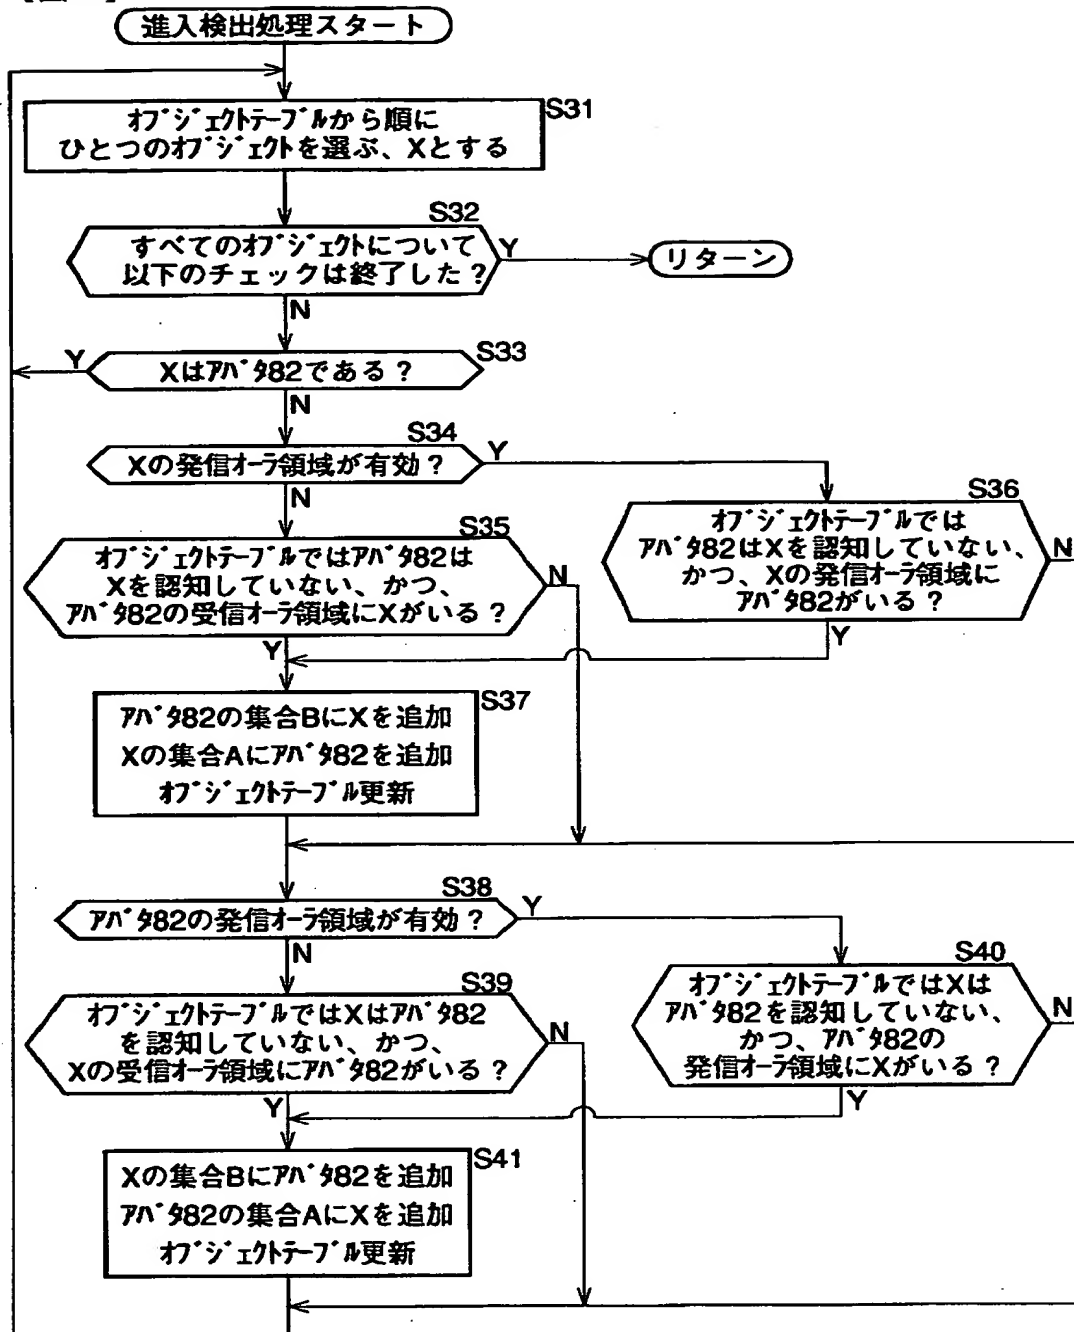 進入検出処理スタート
S31
オブジェクトテーブルから順に
ひとつのオブジェクトを選ぶ、Xとする
S32
すべてのオブジェクトについて
以下のチェックは終了した？
Y
リターン
N
S33
Y
Xはアバタ82である？
N
S34
Xの発信オーラ領域が有効？
Y
N
S35
オブジェクトテーブルではアバタ82は
Xを認知していない、かつ、
アバタ82の受信オーラ領域にXがいる？
N
Y
S36
オブジェクトテーブルでは
アバタ82はXを認知していない、
かつ、Xの発信オーラ領域に
アバタ82がいる？
N
Y
S37
アバタ82の集合BにXを追加
Xの集合Aにアバタ82を追加
オブジェクトテーブル更新
S38
アバタ82の発信オーラ領域が有効？
Y
N
S39
オブジェクトテーブルではXはアバタ82
を認知していない、かつ、
Xの受信オーラ領域にアバタ82がいる？
N
Y
S40
オブジェクトテーブルではXは
アバタ82を認知していない、
かつ、アバタ82の
発信オーラ領域にXがいる？
N
Y
S41
Xの集合Bにアバタ82を追加
アバタ82の集合AにXを追加
オブジェクトテーブル更新